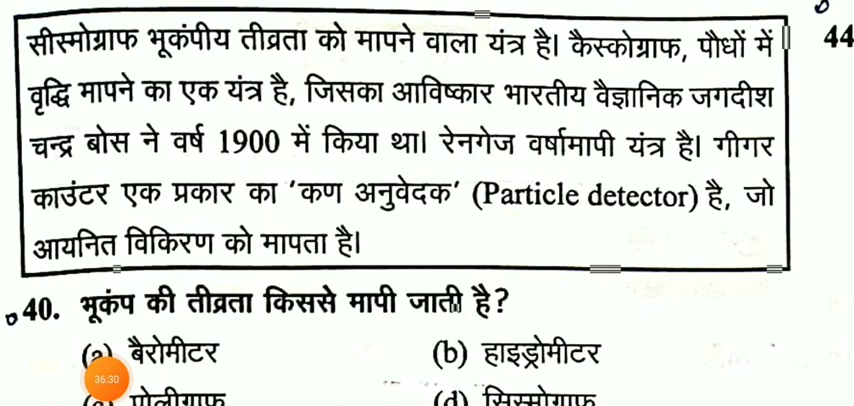 सीस्मोग्राफ भूकंपीय तीव्रता को मापने वाला यंत्र है। कैस्कोग्राफ, पौधों में
वृद्धि मापने का एक यंत्र है, जिसका आविष्कार भारतीय वैज्ञानिक जगदीश
चन्द्र बोस ने वर्ष 1900 में किया था। रेनगेज वर्षामापी यंत्र है। गीगर
काउंटर एक प्रकार का ‘कण अनुवेदक’ (Particle detector) है, जो
आयनित विकिरण को मापता है।
44
40. भूकंप की तीव्रता किससे मापी जाती है?
(a) बैरोमीटर (b) हाइड्रोमीटर
36:30
पोलीग्राफ (d) सिस्मोग्राफ